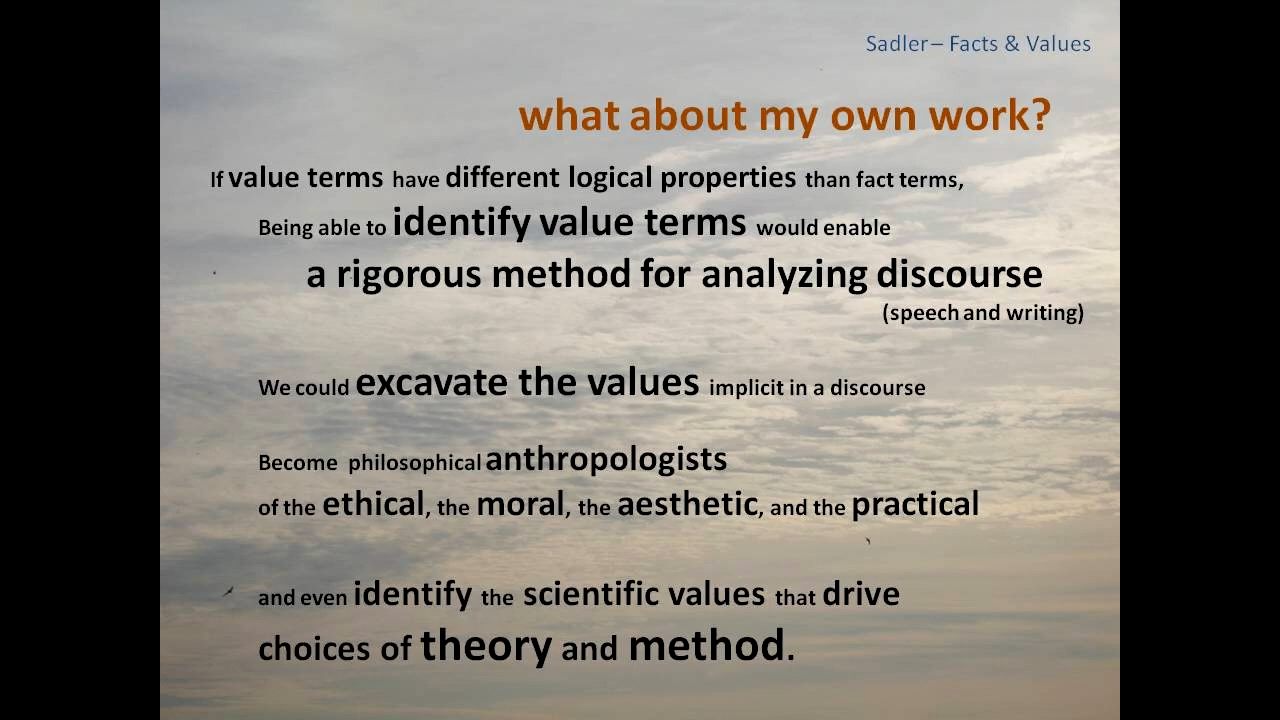 Sadler – Facts & Values
what about my own work?
If value terms have different logical properties than fact terms,
Being able to identify value terms would enable
a rigorous method for analyzing discourse
(speech and writing)
We could excavate the values implicit in a discourse
Become philosophical anthropologists
of the ethical, the moral, the aesthetic, and the practical
and even identify the scientific values that drive
choices of theory and method.